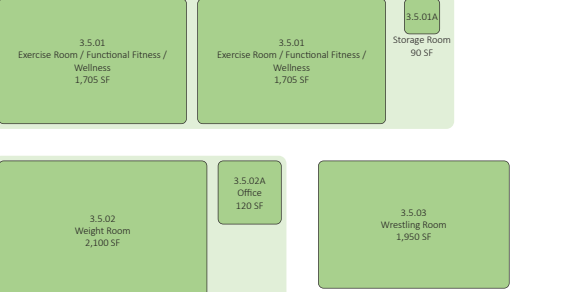 3.5.01
Exercise Room / Functional Fitness /
Wellness
1,705 SF
3.5.01
Exercise Room / Functional Fitness /
Wellness
1,705 SF
3.5.01A
Storage Room
90 SF
3.5.02
Weight Room
2,100 SF
3.5.02A
Office
120 SF
3.5.03
Wrestling Room
1,950 SF